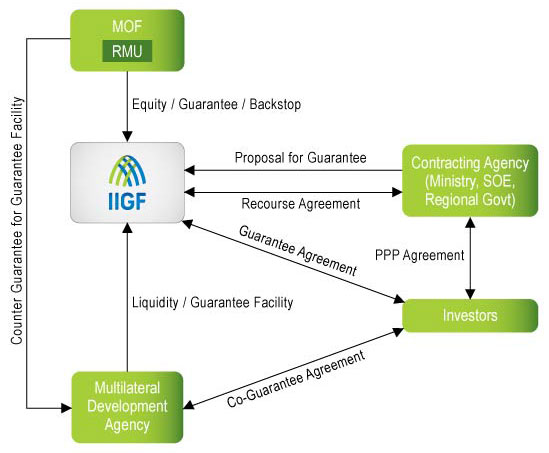 MOF
RMU
Equity / Guarantee / Backstop
Counter Guarantee for Guarantee Facility
IIGF
Proposal for Guarantee
Recourse Agreement
Contracting Agency
(Ministry, SOE,
Regional Govt)
Guarantee Agreement
PPP Agreement
Liquidity / Guarantee Facility
Investors
Co-Guarantee Agreement
Multilateral
Development
Agency